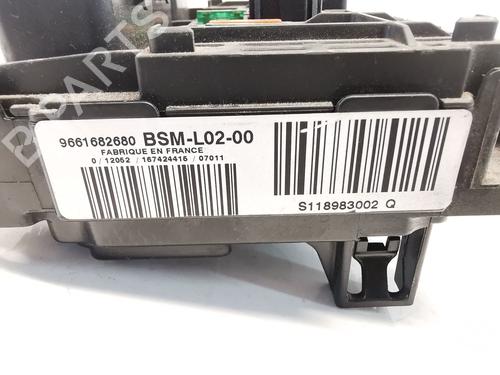 B-PARTS
9661682680 BSM-L02-00
FABRIQUE EN FRANCE
0 / 12052 / 167424416 / 07011
S118983002 Q